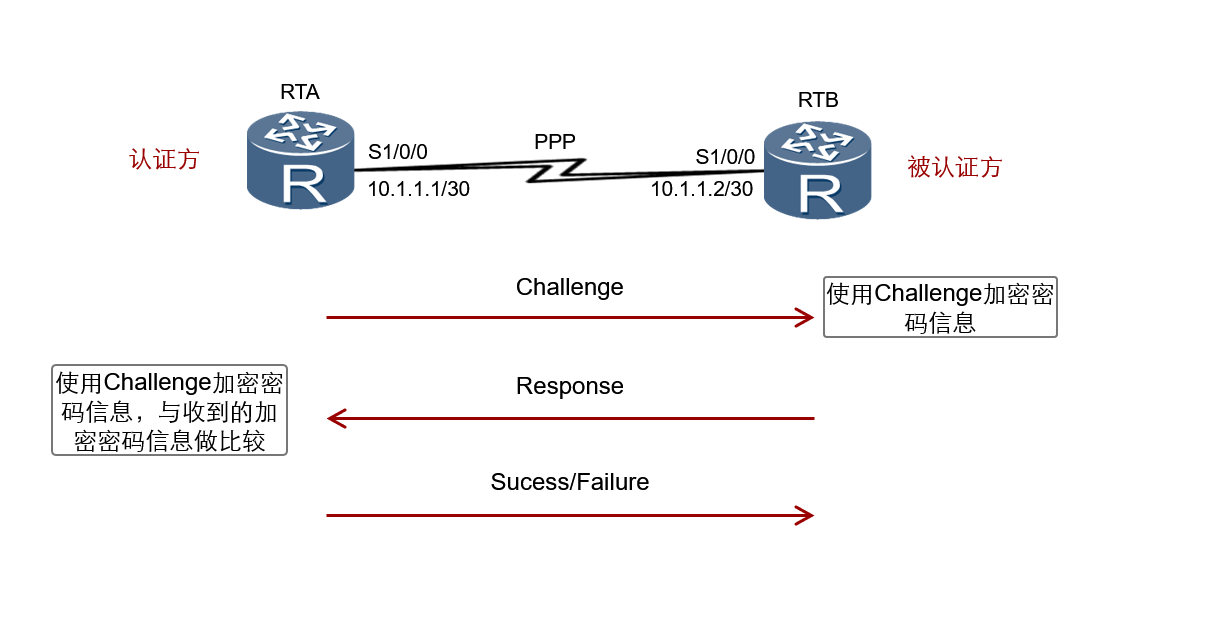 RTA
RTB
认证方
S1/0/0
PPP
S1/0/0
被认证方
10.1.1.1/30
10.1.1.2/30
R
R
Challenge
使用Challenge加密密
码信息
Response
使用Challenge加密密
码信息，与收到的加
密密码信息做比较
Sucess/Failure